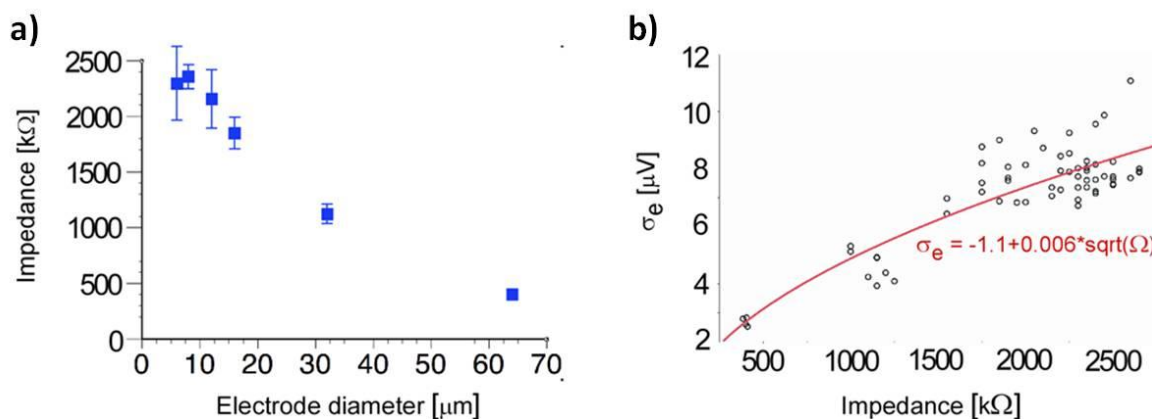 a)
2500
2000
1500
1000
500
0
0 10 20 30 40 50 60 70
Impedance [kΩ]
Electrode diameter [μm]
b)
12
10
8
6
4
2
500 1000 1500 2000 2500
σe [μV]
σe = -1.1+0.006*sqrt(Ω)
Impedance [kΩ]